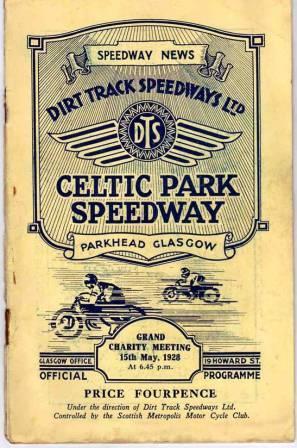 SPEEDWAY NEWS
DIRT TRACK SPEEDWAYS LTD
DTS
CELTIC PARK
SPEEDWAY
PARKHEAD GLASGOW
GRAND
CHARITY MEETING
15th May, 1928
At 6.45 p.m.
GLASGOW OFFICE 19 HOWARD ST.
OFFICIAL PROGRAMME
PRICE FOURPENCE
Under the direction of Dirt Track Speedways Ltd.
Controlled by the Scottish Metropolis Motor Cycle Club.